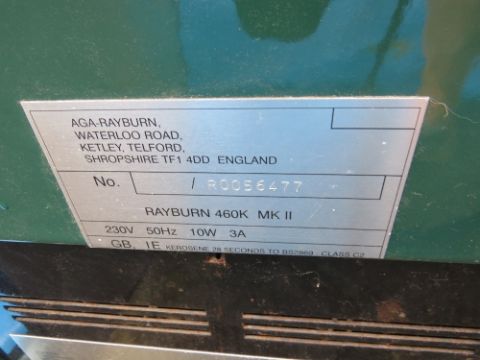 AGA-RAYBURN,
WATERLOO ROAD,
KETLEY, TELFORD,
SHROPSHIRE TF1 4DD ENGLAND
No. / R0056477
RAYBURN 460K MK II
230V 50Hz 10W 3A
GB, IE KEROSENE 28 SECONDS TO BS2869 CLASS C2